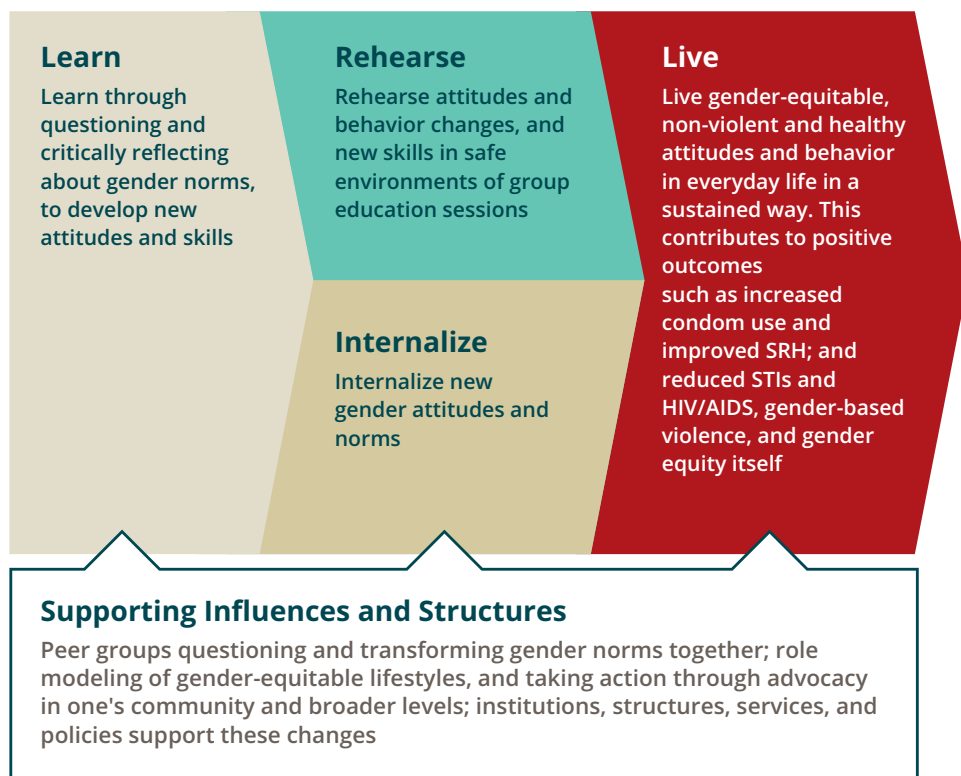 Learn
Learn through
questioning and
critically reflecting
about gender norms,
to develop new
attitudes and skills
Rehearse
Rehearse attitudes and
behavior changes, and
new skills in safe
environments of group
education sessions
Internalize
Internalize new
gender attitudes and
norms
Live
Live gender-equitable,
non-violent and healthy
attitudes and behavior
in everyday life in a
sustained way. This
contributes to positive
outcomes
such as increased
condom use and
improved SRH; and
reduced STIs and
HIV/AIDS, gender-based
violence, and gender
equity itself
Supporting Influences and Structures
Peer groups questioning and transforming gender norms together; role
modeling of gender-equitable lifestyles, and taking action through advocacy
in one's community and broader levels; institutions, structures, services, and
policies support these changes